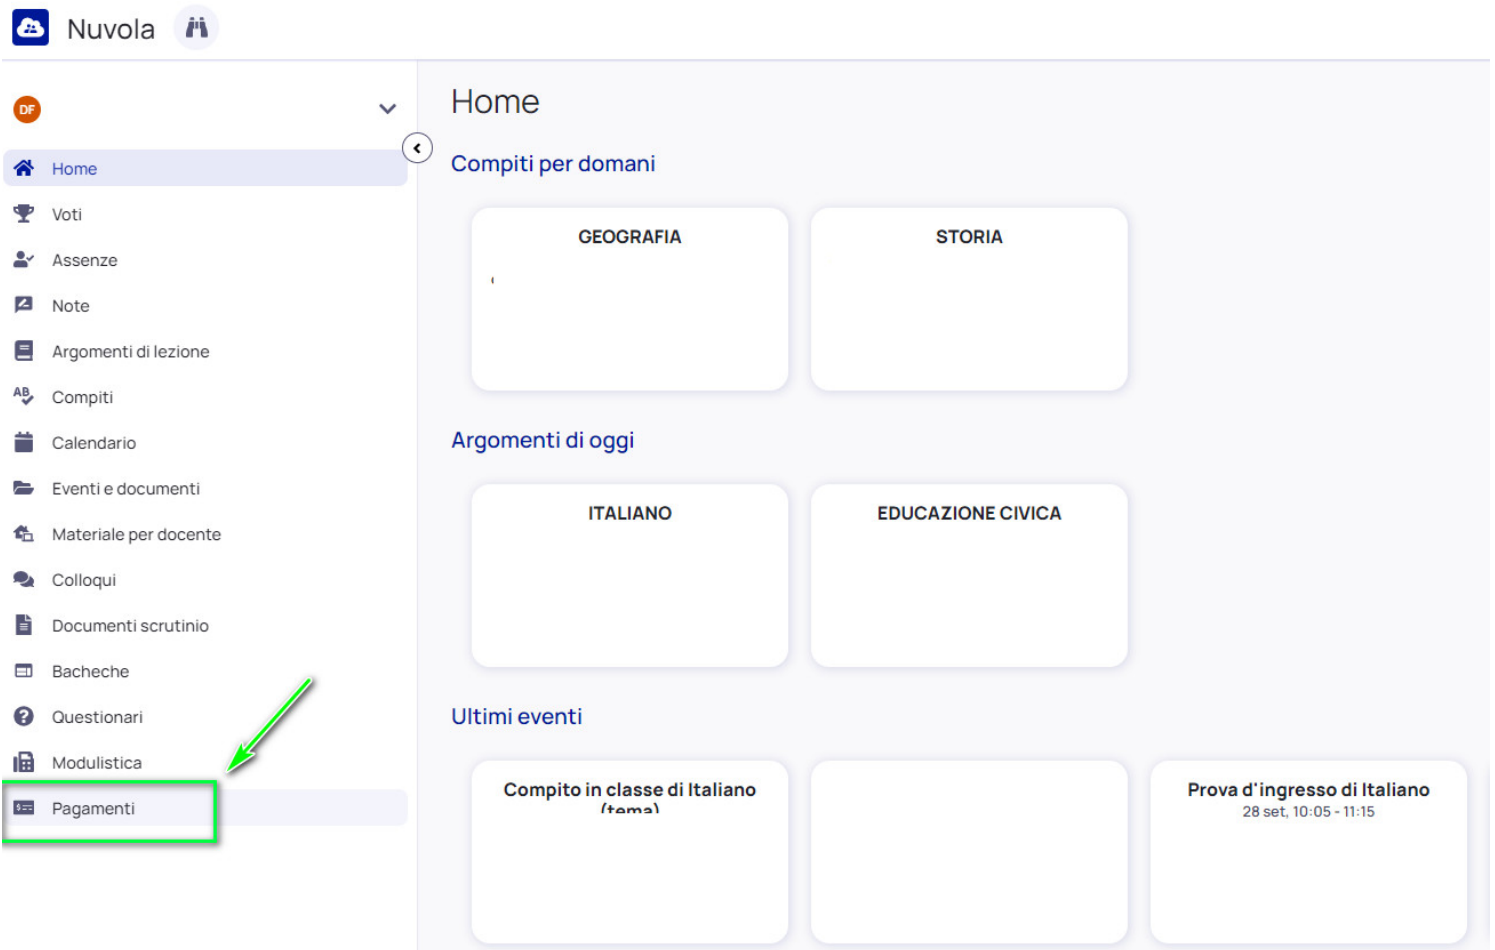 Nuvola
DF
Home
Voti
Assenze
Note
Argomenti di lezione
Compiti
Calendario
Eventi e documenti
Materiale per docente
Colloqui
Documenti scrutinio
Bacheche
Questionari
Modulistica
Pagamenti
Home
Compiti per domani
GEOGRAFIA
STORIA
Argomenti di oggi
ITALIANO
EDUCAZIONE CIVICA
Ultimi eventi
Compito in classe di Italiano
(tema)
Prova d'ingresso di Italiano
28 set, 10:05 - 11:15